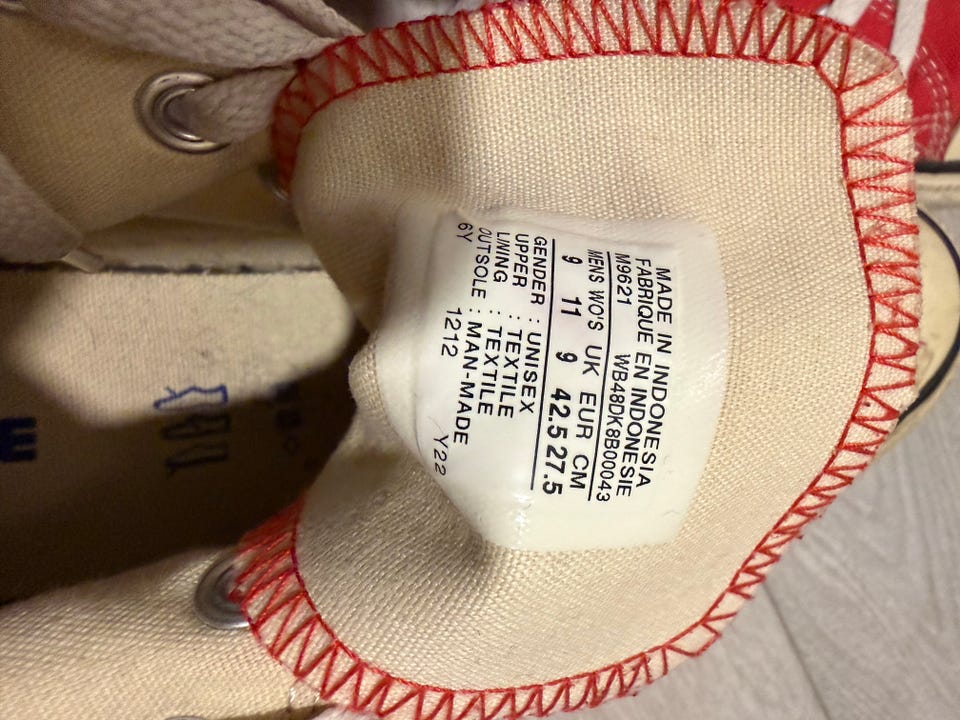 MADE IN INDONESIA
FABRIQUE EN INDONESIE
M9621 WB48DK8B00043
MENS WO'S UK EUR CM
9 11 9 42.5 27.5
GENDER : UNISEX
UPPER : TEXTILE
LINING : TEXTILE
OUTSOLE : MAN-MADE
6Y 1212 Y22